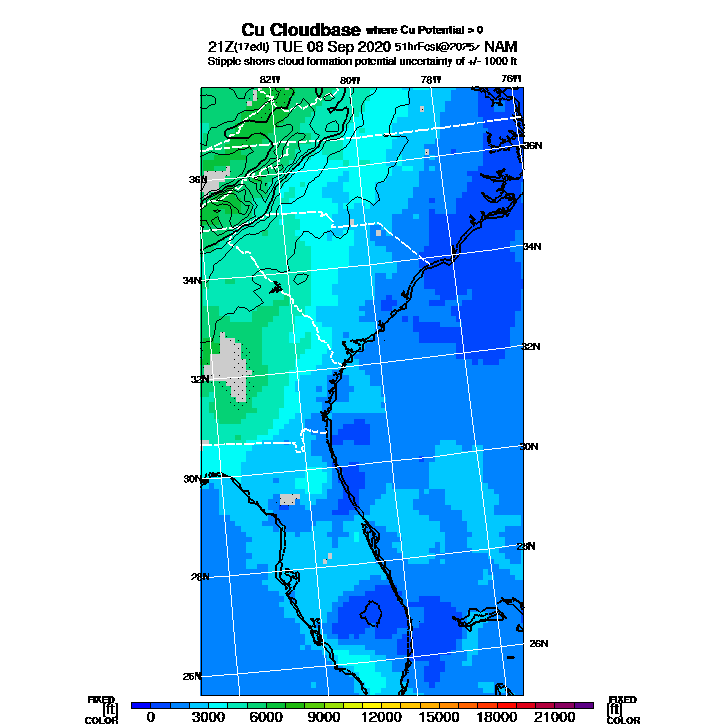 Cu Cloudbase where Cu Potential > 0
21Z(17edt) TUE 08 Sep 2020 51hrFcst@2025z NAM
Stipple shows cloud formation potential uncertainty of +/- 1000 ft
82W 80W 78W 76W
36N
36N
34N
34N
32N
32N
30N
30N
28N
28N
26N
26N
FIXED [ft] COLOR
0 3000 6000 9000 12000 15000 18000 21000
FIXED [ft] COLOR